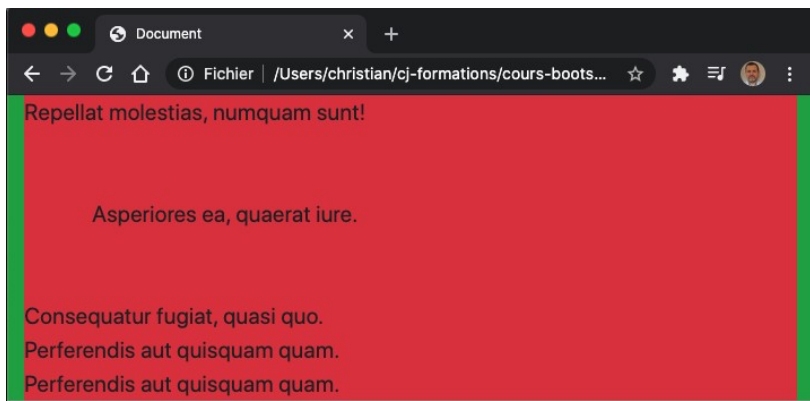 Document
Fichier /Users/christian/cj-formations/cours-boots...
Repellat molestias, numquam sunt!
Asperiores ea, quaerat iure.
Consequatur fugiat, quasi quo.
Perferendis aut quisquam quam.
Perferendis aut quisquam quam.